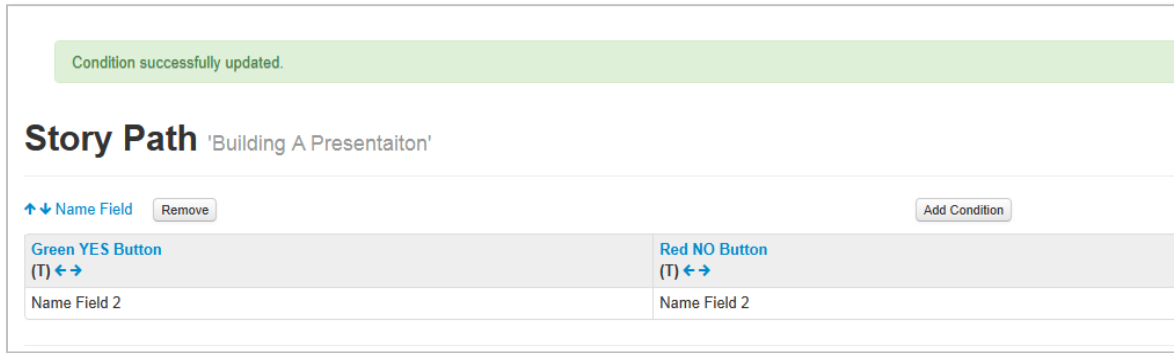 Condition successfully updated.
Story Path 'Building A Presentaiton'
Name Field Remove Add Condition
Green YES Button Red NO Button
(T) (T)
Name Field 2 Name Field 2